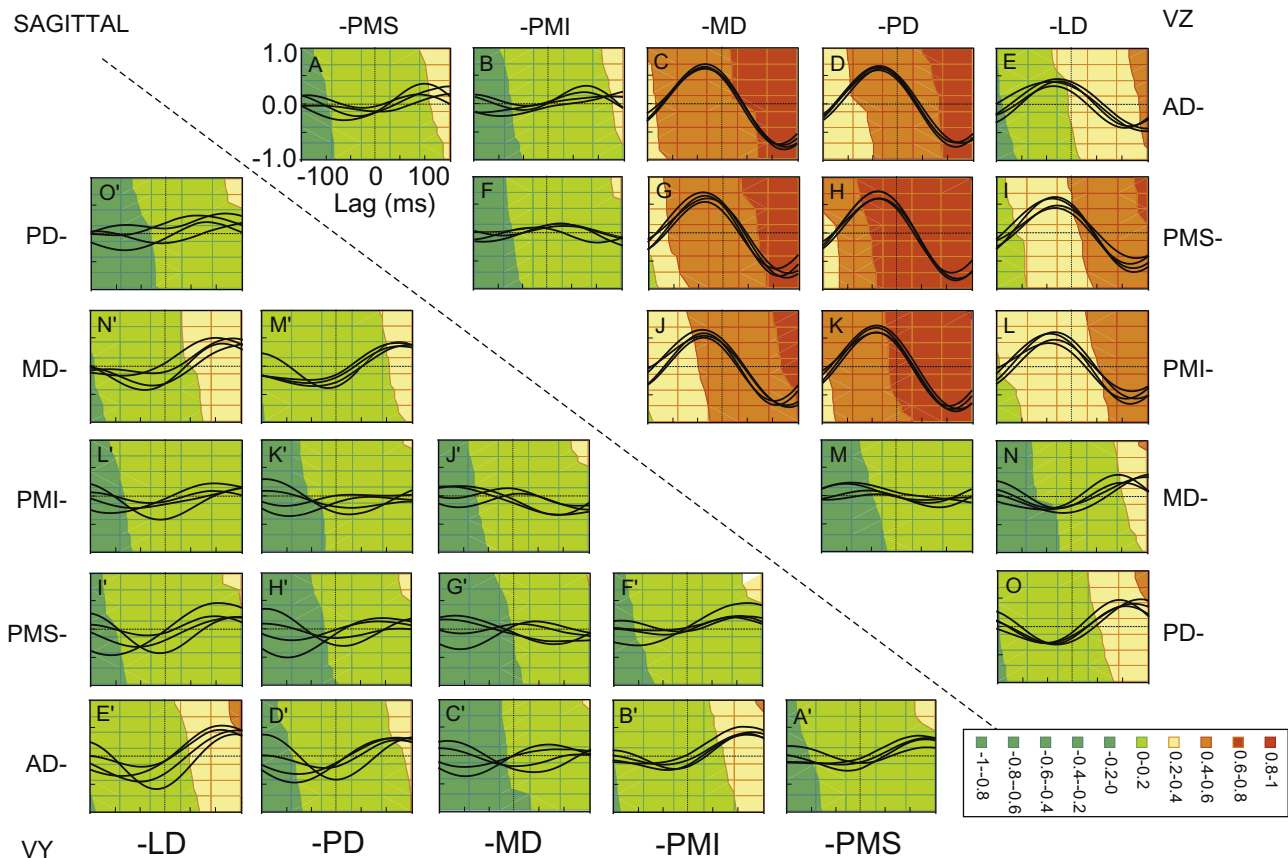 SAGITTAL
VZ
-PMS -PMI -MD -PD -LD
1.0
0.0
-1.0
A B C D E
AD-
-100 0 100
Lag (ms)
O' F G H I
PD-
PMS-
N' M' J K L
MD-
PMI-
L' K' J' M N
PMI-
MD-
I' H' G' F' O
PMS-
PD-
E' D' C' B' A'
AD-
-1--0.8
-0.8--0.6
-0.6--0.4
-0.4--0.2
-0.2-0
0-0.2
0.2-0.4
0.4-0.6
0.6-0.8
0.8-1
VY
-LD -PD -MD -PMI -PMS